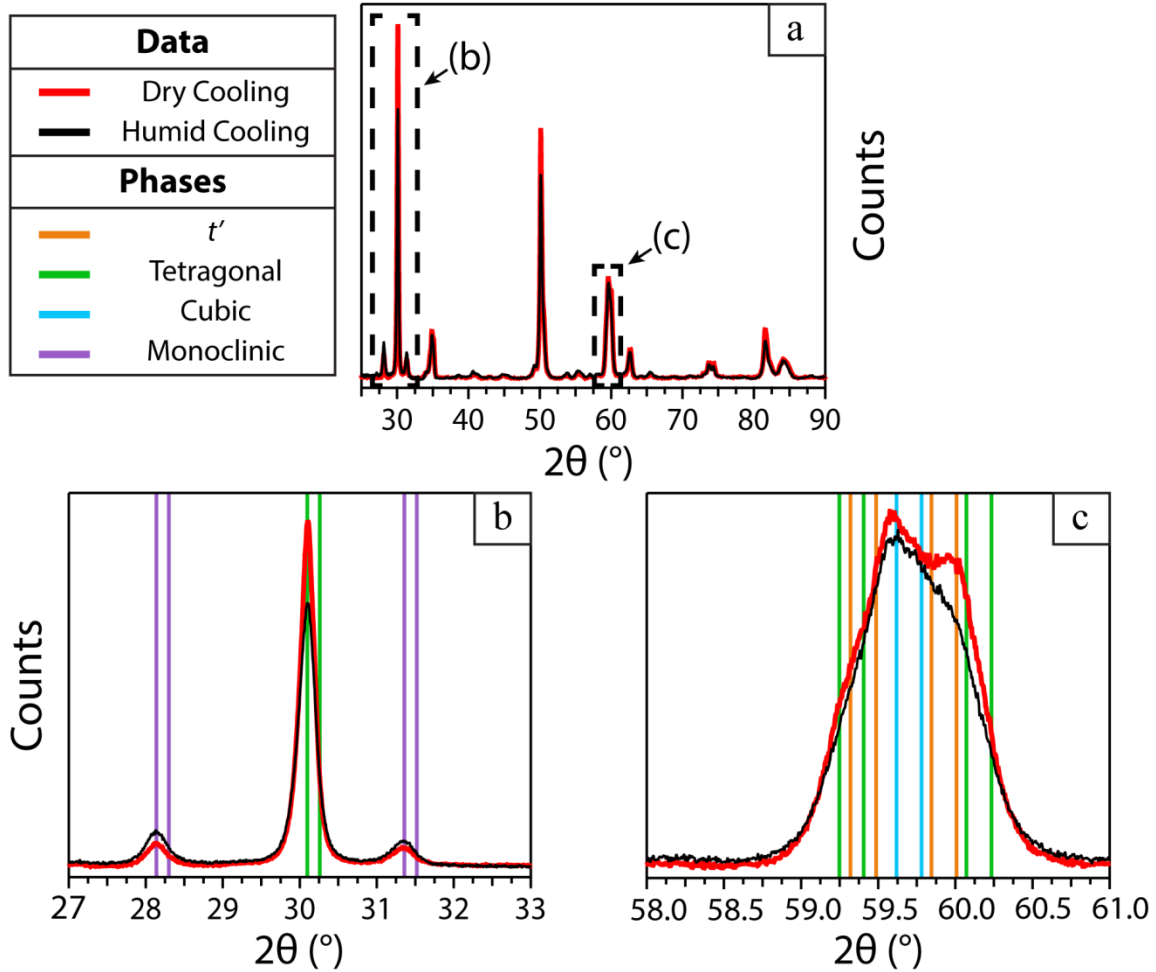 Data
Dry Cooling
Humid Cooling
Phases
t′
Tetragonal
Cubic
Monoclinic
a
(b)
(c)
Counts
30 40 50 60 70 80 90
2θ (°)
b
Counts
27 28 29 30 31 32 33
2θ (°)
c
58.0 58.5 59.0 59.5 60.0 60.5 61.0
2θ (°)